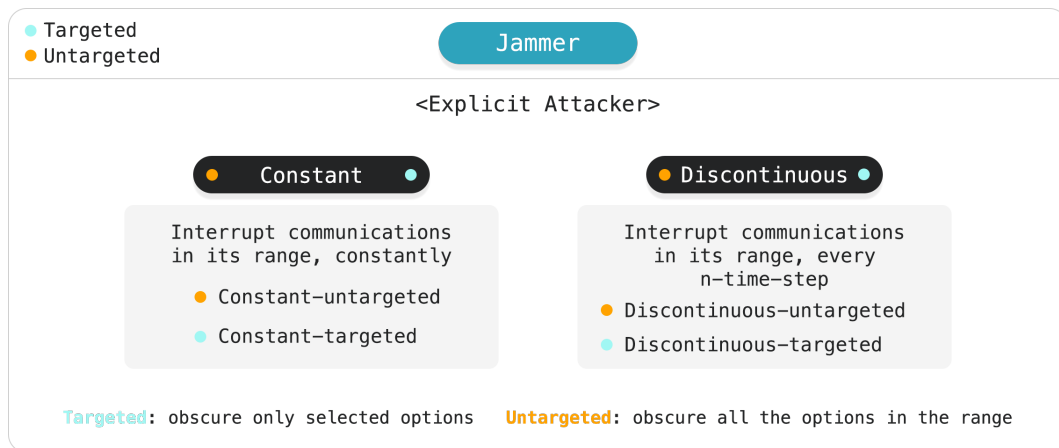 Targeted
Untargeted
Jammer
<Explicit Attacker>
Constant
Interrupt communications
in its range, constantly
Constant-untargeted
Constant-targeted
Discontinuous
Interrupt communications
in its range, every
n-time-step
Discontinuous-untargeted
Discontinuous-targeted
Targeted: obscure only selected options
Untargeted: obscure all the options in the range